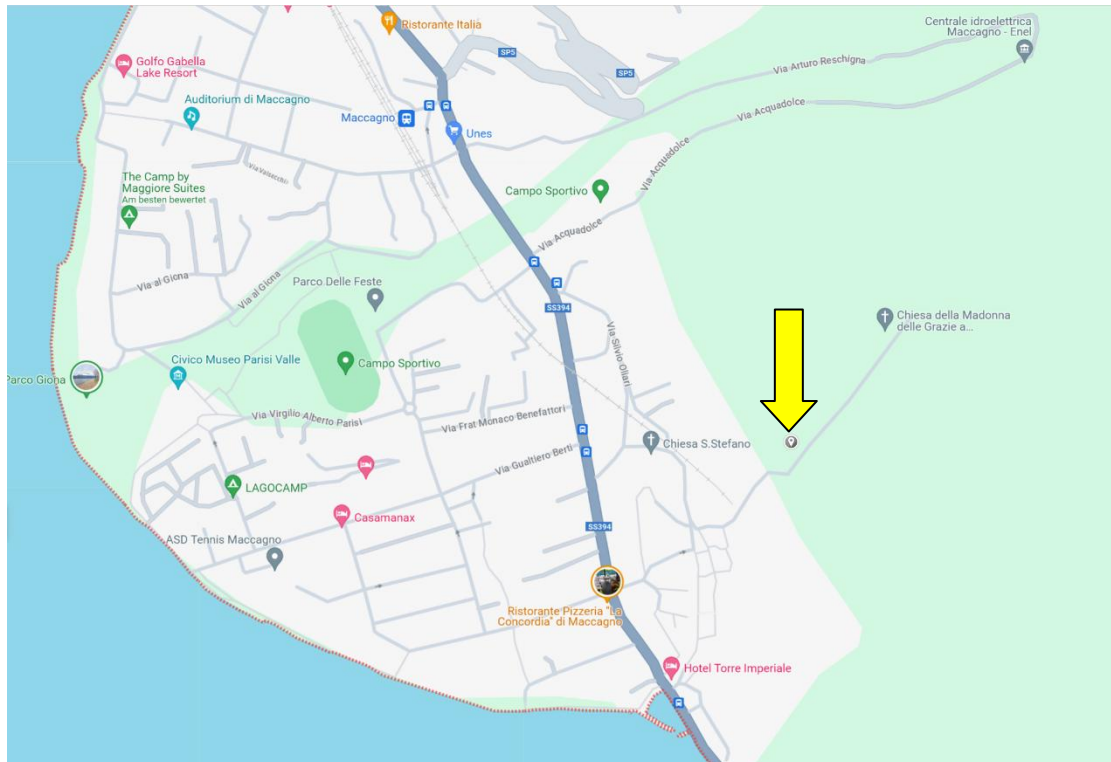 Ristorante Italia
Centrale idroelettrica
Maccagno - Enel
SP5
SP5
Golfo Gabella
Lake Resort
Via Arturo Reschigna
Auditorium di Maccagno
Maccagno
Via Acquadolce
Unes
Via Valsecchi
Via Acquadolce
The Camp by
Maggiore Suites
Am besten bewertet
Campo Sportivo
Via Acquadolce
Via al Giona
Via al Giona
Parco Delle Feste
SS394
Chiesa della Madonna
delle Grazie a...
Via Silvio Ollari
Civico Museo Parisi Valle
Campo Sportivo
Parco Giona
Via Virgilio Alberto Parisi
Via Frat Monaco Benefattori
Chiesa S.Stefano
Via Gualtiero Berti
LAGOCAMP
Casamanax
SS394
ASD Tennis Maccagno
Ristorante Pizzeria "La
Concordia" di Maccagno
Hotel Torre Imperiale